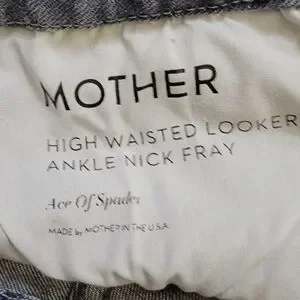 MOTHER
HIGH WAISTED LOOKER
ANKLE NICK FRAY
Ace Of Spades
MADE by MOTHER IN THE U.S.A.